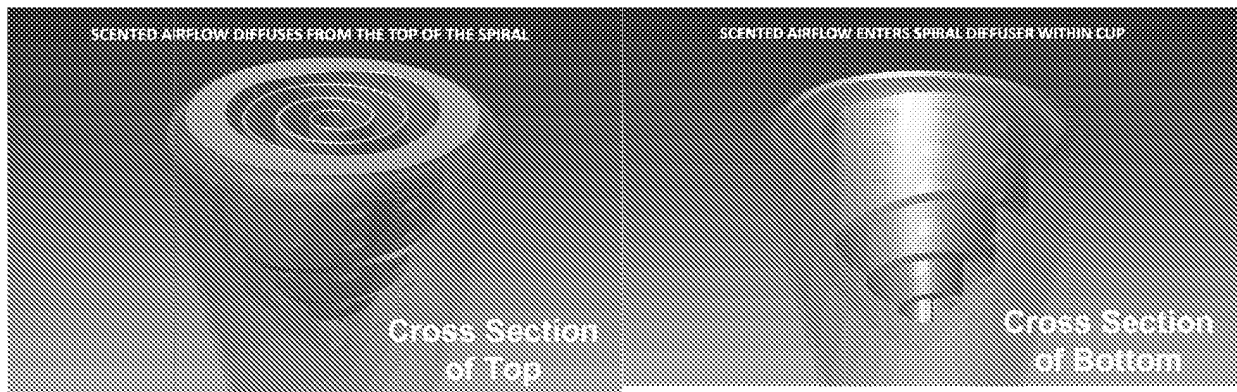 SCENTED AIRFLOW DIFFUSES FROM THE TOP OF THE SPIRAL
Cross Section
of Top
SCENTED AIRFLOW ENTERS SPIRAL DIFFUSER WITHIN CUP
Cross Section
of Bottom